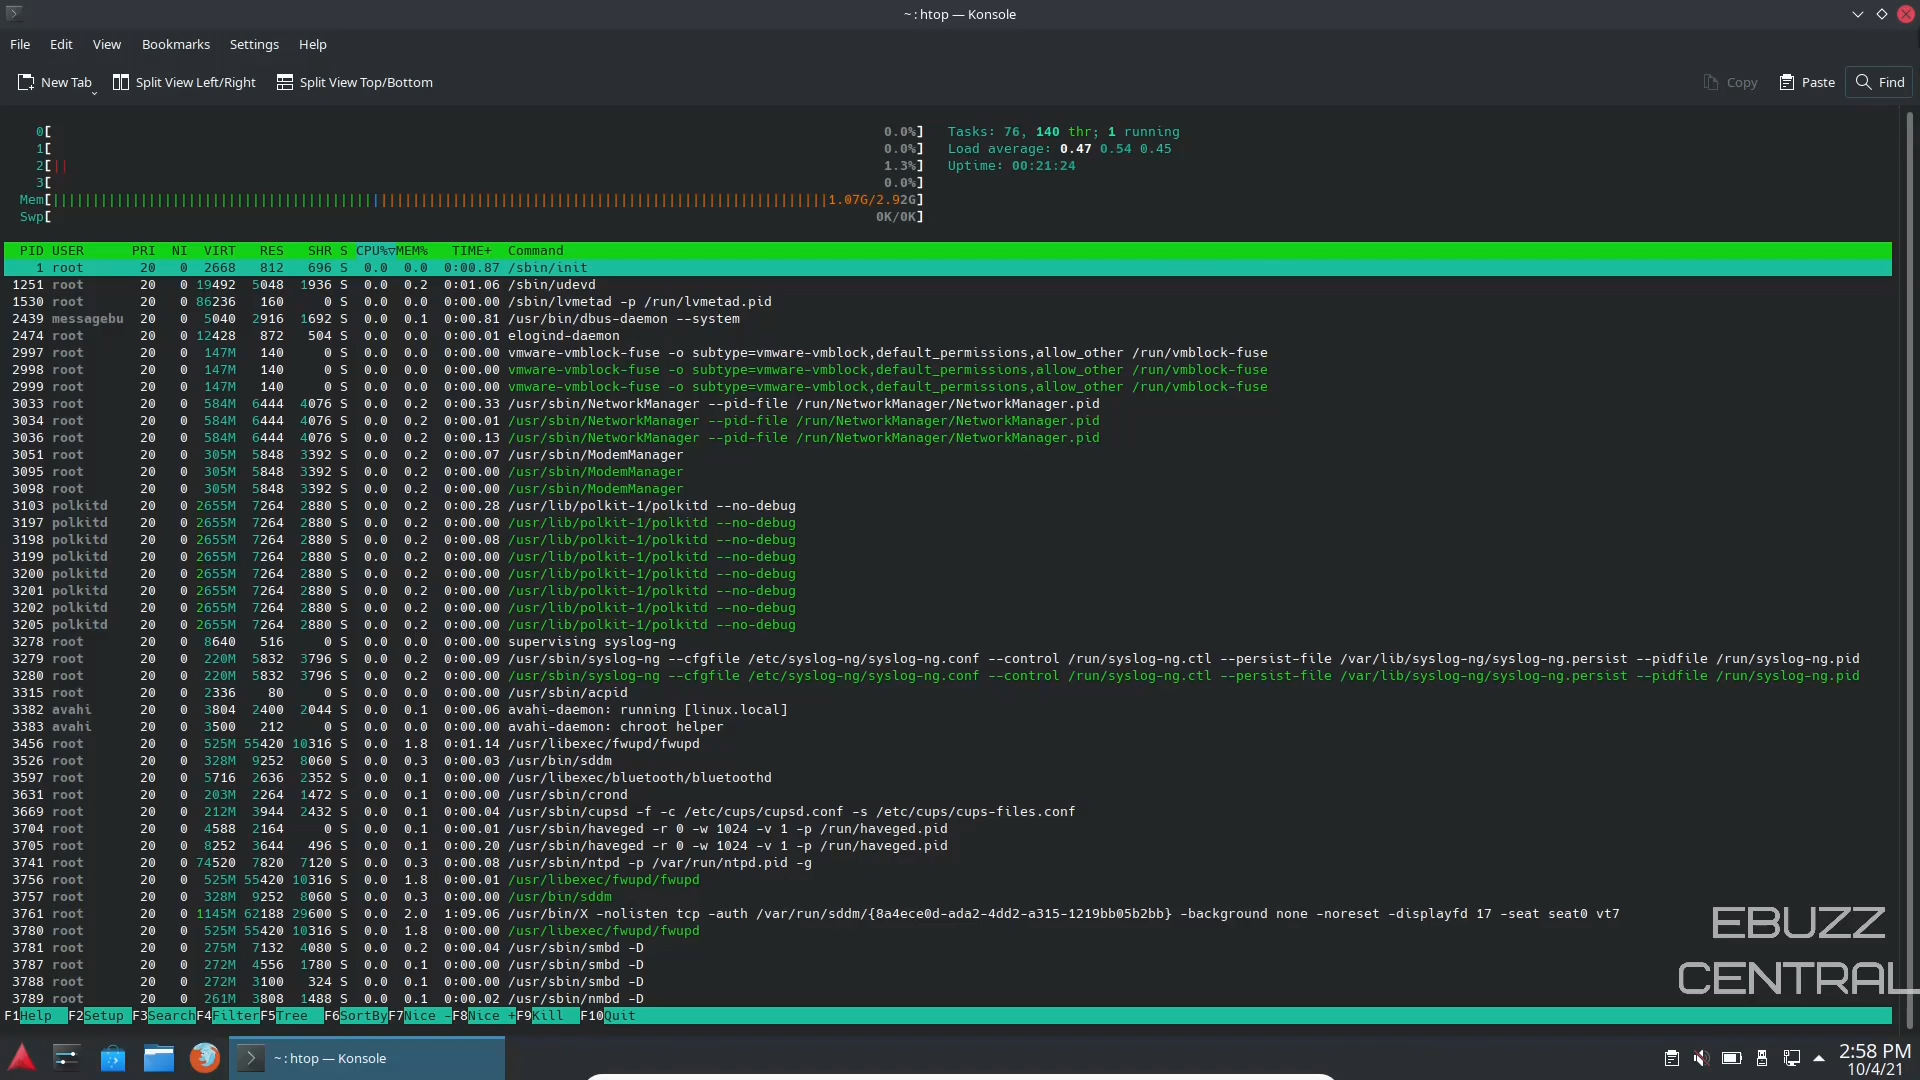 ~ : htop — Konsole
File Edit View Bookmarks Settings Help
New Tab Split View Left/Right Split View Top/Bottom Copy Paste Find
0[ 0.0%] Tasks: 76, 140 thr; 1 running
1[ 0.0%] Load average: 0.47 0.54 0.45
2[|| 1.3%] Uptime: 00:21:24
3[ 0.0%]
Mem[ 1.07G/2.92G]
Swp[ 0K/0K]
PID USER PRI NI VIRT RES SHR S CPU%▽MEM% TIME+ Command
1 root 20 0 2668 812 696 S 0.0 0.0 0:00.87 /sbin/init
1251 root 20 0 19492 5048 1936 S 0.0 0.2 0:01.06 /sbin/udevd
1530 root 20 0 86236 160 0 S 0.0 0.0 0:00.00 /sbin/lvmetad -p /run/lvmetad.pid
2439 messagebu 20 0 5040 2916 1692 S 0.0 0.1 0:00.81 /usr/bin/dbus-daemon --system
2474 root 20 0 12428 872 504 S 0.0 0.0 0:00.01 elogind-daemon
2997 root 20 0 147M 140 0 S 0.0 0.0 0:00.00 vmware-vmblock-fuse -o subtype=vmware-vmblock,default_permissions,allow_other /run/vmblock-fuse
2998 root 20 0 147M 140 0 S 0.0 0.0 0:00.00 vmware-vmblock-fuse -o subtype=vmware-vmblock,default_permissions,allow_other /run/vmblock-fuse
2999 root 20 0 147M 140 0 S 0.0 0.0 0:00.00 vmware-vmblock-fuse -o subtype=vmware-vmblock,default_permissions,allow_other /run/vmblock-fuse
3033 root 20 0 584M 6444 4076 S 0.0 0.2 0:00.33 /usr/sbin/NetworkManager --pid-file /run/NetworkManager/NetworkManager.pid
3034 root 20 0 584M 6444 4076 S 0.0 0.2 0:00.01 /usr/sbin/NetworkManager --pid-file /run/NetworkManager/NetworkManager.pid
3036 root 20 0 584M 6444 4076 S 0.0 0.2 0:00.13 /usr/sbin/NetworkManager --pid-file /run/NetworkManager/NetworkManager.pid
3051 root 20 0 305M 5848 3392 S 0.0 0.2 0:00.07 /usr/sbin/ModemManager
3095 root 20 0 305M 5848 3392 S 0.0 0.2 0:00.00 /usr/sbin/ModemManager
3098 root 20 0 305M 5848 3392 S 0.0 0.2 0:00.00 /usr/sbin/ModemManager
3103 polkitd 20 0 2655M 7264 2880 S 0.0 0.2 0:00.28 /usr/lib/polkit-1/polkitd --no-debug
3197 polkitd 20 0 2655M 7264 2880 S 0.0 0.2 0:00.00 /usr/lib/polkit-1/polkitd --no-debug
3198 polkitd 20 0 2655M 7264 2880 S 0.0 0.2 0:00.08 /usr/lib/polkit-1/polkitd --no-debug
3199 polkitd 20 0 2655M 7264 2880 S 0.0 0.2 0:00.00 /usr/lib/polkit-1/polkitd --no-debug
3200 polkitd 20 0 2655M 7264 2880 S 0.0 0.2 0:00.00 /usr/lib/polkit-1/polkitd --no-debug
3201 polkitd 20 0 2655M 7264 2880 S 0.0 0.2 0:00.00 /usr/lib/polkit-1/polkitd --no-debug
3202 polkitd 20 0 2655M 7264 2880 S 0.0 0.2 0:00.00 /usr/lib/polkit-1/polkitd --no-debug
3205 polkitd 20 0 2655M 7264 2880 S 0.0 0.2 0:00.00 /usr/lib/polkit-1/polkitd --no-debug
3278 root 20 0 8640 516 0 S 0.0 0.0 0:00.00 supervising syslog-ng
3279 root 20 0 220M 5832 3796 S 0.0 0.2 0:00.09 /usr/sbin/syslog-ng --cfgfile /etc/syslog-ng/syslog-ng.conf --control /run/syslog-ng.ctl --persist-file /var/lib/syslog-ng/syslog-ng.persist --pidfile /run/syslog-ng.pid
3280 root 20 0 220M 5832 3796 S 0.0 0.2 0:00.00 /usr/sbin/syslog-ng --cfgfile /etc/syslog-ng/syslog-ng.conf --control /run/syslog-ng.ctl --persist-file /var/lib/syslog-ng/syslog-ng.persist --pidfile /run/syslog-ng.pid
3315 root 20 0 2336 80 0 S 0.0 0.0 0:00.00 /usr/sbin/acpid
3382 avahi 20 0 3804 2400 2044 S 0.0 0.1 0:00.06 avahi-daemon: running [linux.local]
3383 avahi 20 0 3500 212 0 S 0.0 0.0 0:00.00 avahi-daemon: chroot helper
3456 root 20 0 525M 55420 10316 S 0.0 1.8 0:01.14 /usr/libexec/fwupd/fwupd
3526 root 20 0 328M 9252 8060 S 0.0 0.3 0:00.03 /usr/bin/sddm
3597 root 20 0 5716 2636 2352 S 0.0 0.1 0:00.00 /usr/libexec/bluetooth/bluetoothd
3631 root 20 0 203M 2264 1472 S 0.0 0.1 0:00.00 /usr/sbin/crond
3669 root 20 0 212M 3944 2432 S 0.0 0.1 0:00.04 /usr/sbin/cupsd -f -c /etc/cups/cupsd.conf -s /etc/cups/cups-files.conf
3704 root 20 0 4588 2164 0 S 0.0 0.1 0:00.01 /usr/sbin/haveged -r 0 -w 1024 -v 1 -p /run/haveged.pid
3705 root 20 0 8252 3644 496 S 0.0 0.1 0:00.20 /usr/sbin/haveged -r 0 -w 1024 -v 1 -p /run/haveged.pid
3741 root 20 0 74520 7820 7120 S 0.0 0.3 0:00.08 /usr/sbin/ntpd -p /var/run/ntpd.pid -g
3756 root 20 0 525M 55420 10316 S 0.0 1.8 0:00.01 /usr/libexec/fwupd/fwupd
3757 root 20 0 328M 9252 8060 S 0.0 0.3 0:00.00 /usr/bin/sddm
3761 root 20 0 1145M 62188 29600 S 0.0 2.0 1:09.06 /usr/bin/X -nolisten tcp -auth /var/run/sddm/{8a4ece0d-ada2-4dd2-a315-1219bb05b2bb} -background none -noreset -displayfd 17 -seat seat0 vt7
3780 root 20 0 525M 55420 10316 S 0.0 1.8 0:00.00 /usr/libexec/fwupd/fwupd
3781 root 20 0 275M 7132 4080 S 0.0 0.2 0:00.04 /usr/sbin/smbd -D
3787 root 20 0 272M 4556 1780 S 0.0 0.1 0:00.00 /usr/sbin/smbd -D
3788 root 20 0 272M 3100 324 S 0.0 0.1 0:00.00 /usr/sbin/smbd -D
3789 root 20 0 261M 3808 1488 S 0.0 0.1 0:00.02 /usr/sbin/nmbd -D
EBUZZ
CENTRAL
F1Help F2Setup F3SearchF4FilterF5Tree F6SortByF7Nice -F8Nice +F9Kill F10Quit
~ : htop — Konsole 2:58 PM
10/4/21